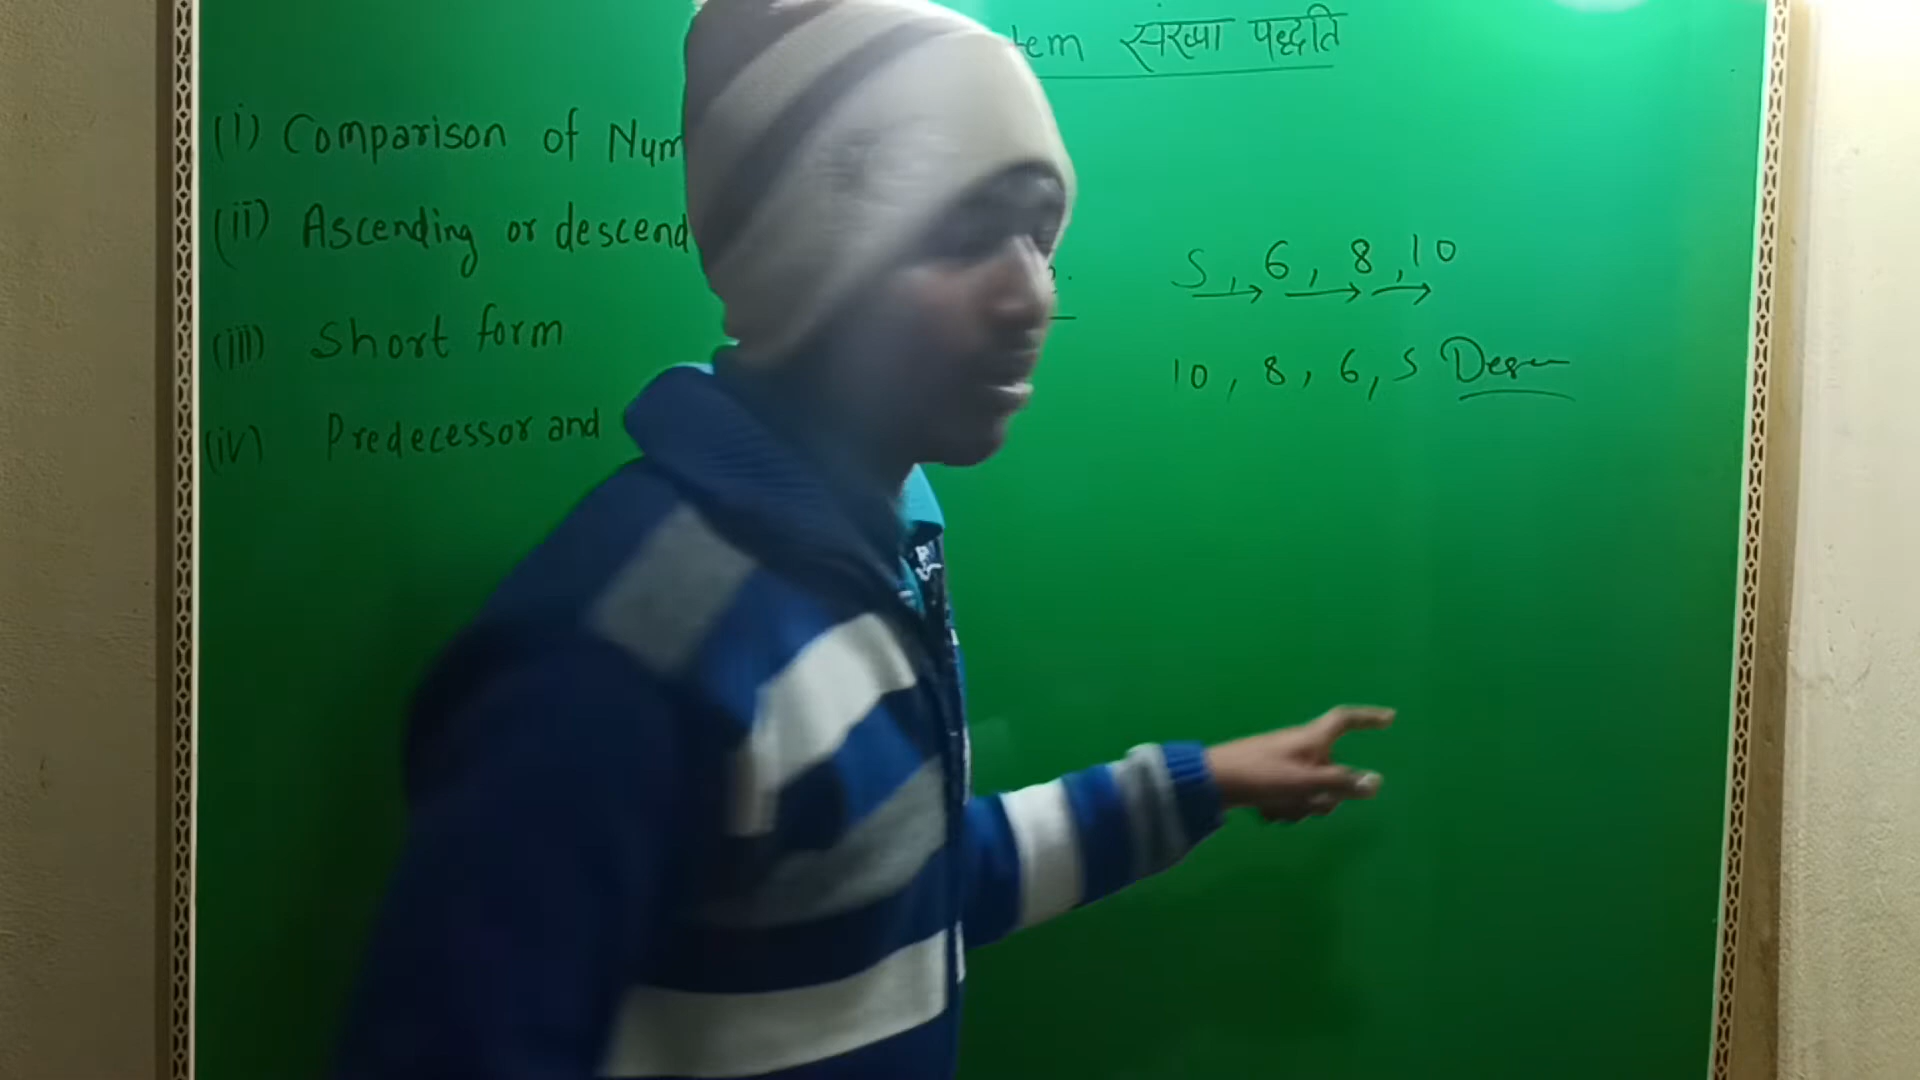 tem संख्या पद्धति
(i) Comparison of Num
(ii) Ascending or descend
5, 6, 8, 10
10, 8, 6, 5
(iii) Short form
(iv) Predecessor and